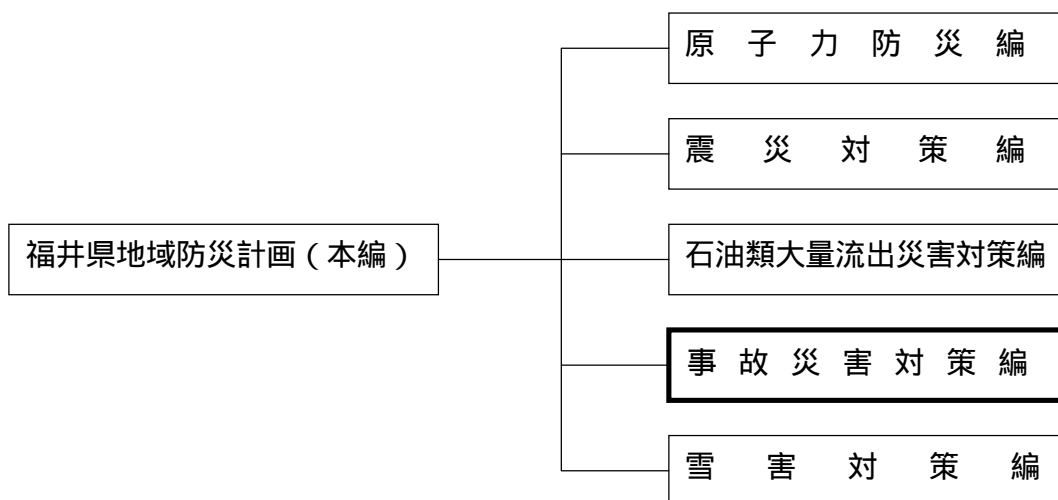 原子力防災編
震災対策編
福井県地域防災計画（本編）
石油類大量流出災害対策編
事故災害対策編
雪害対策編